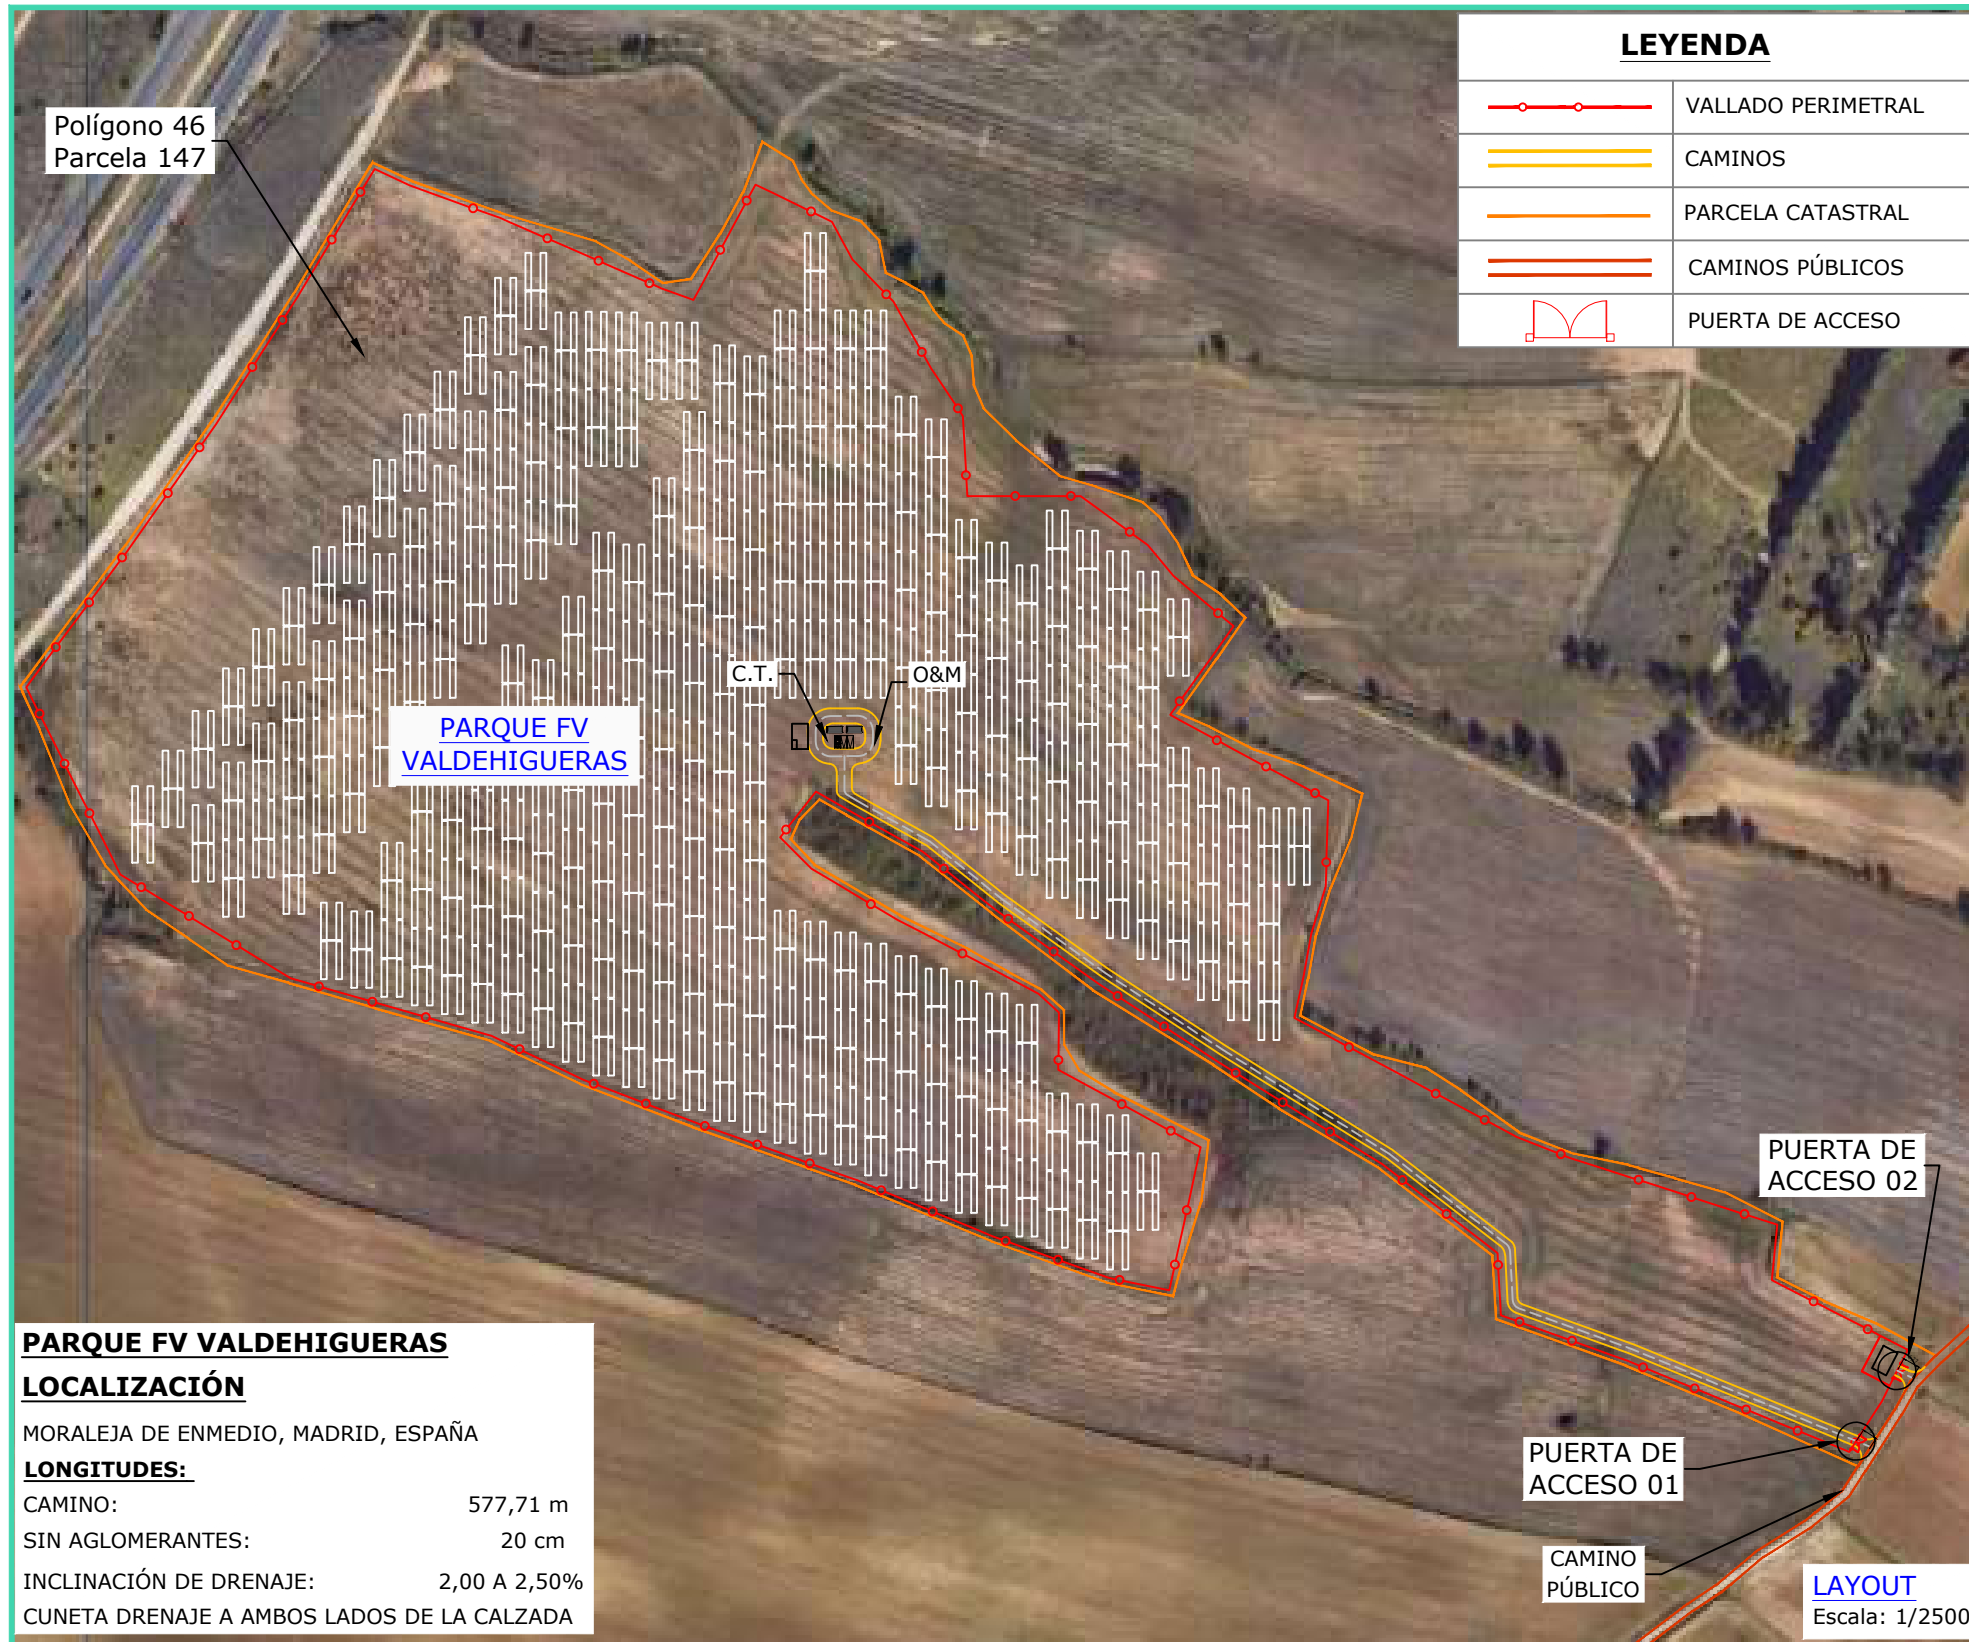 LEYENDA
VALLADO PERIMETRAL
CAMINOS
PARCELA CATASTRAL
CAMINOS PÚBLICOS
PUERTA DE ACCESO
Polígono 46
Parcela 147
C.T.
O&M
PARQUE FV
VALDEHIGUERAS
PUERTA DE
ACCESO 02
PUERTA DE
ACCESO 01
CAMINO
PÚBLICO
PARQUE FV VALDEHIGUERAS
LOCALIZACIÓN
MORALEJA DE ENMEDIO, MADRID, ESPAÑA
LONGITUDES:
CAMINO: 577,71 m
SIN AGLOMERANTES: 20 cm
INCLINACIÓN DE DRENAJE: 2,00 A 2,50%
CUNETA DRENAJE A AMBOS LADOS DE LA CALZADA
LAYOUT
Escala: 1/2500